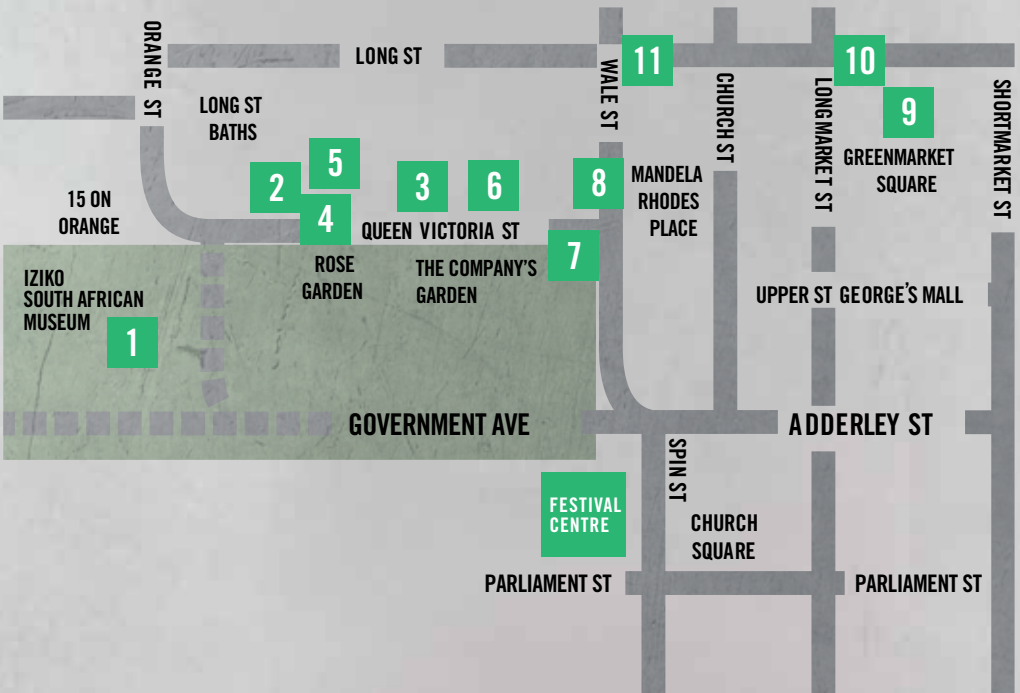 ORANGE ST
LONG ST
WALE ST
11
CHURCH ST
LONGMARKET ST
10
SHORTMARKET ST
LONG ST
BATHS
9
GREENMARKET
SQUARE
5
2
3
6
8
MANDELA
RHODES
PLACE
15 ON
ORANGE
4
QUEEN VICTORIA ST
7
ROSE
GARDEN
THE COMPANY'S
GARDEN
IZIKO
SOUTH AFRICAN
MUSEUM
1
UPPER ST GEORGE'S MALL
GOVERNMENT AVE
ADDERLEY ST
SPIN ST
FESTIVAL
CENTRE
CHURCH
SQUARE
PARLIAMENT ST
PARLIAMENT ST